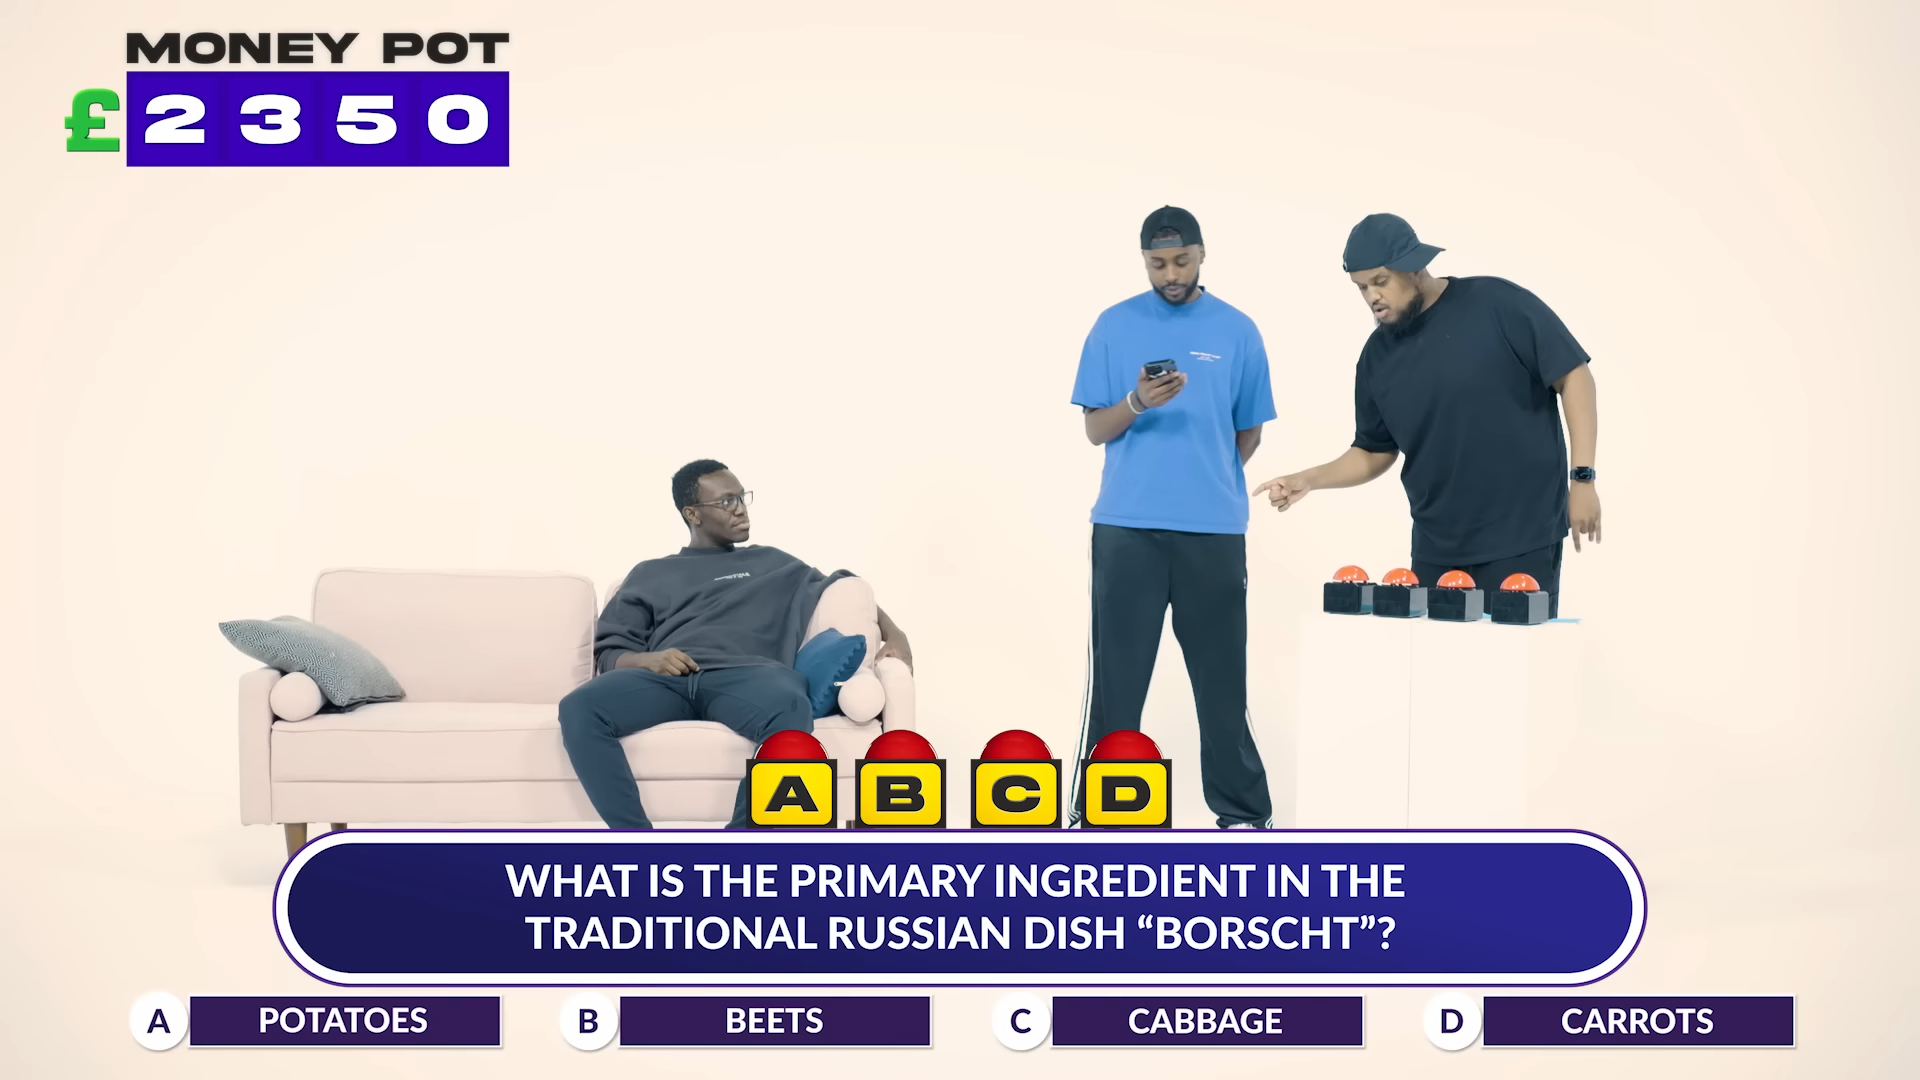 MONEY POT
£2350
A B C D
WHAT IS THE PRIMARY INGREDIENT IN THE
TRADITIONAL RUSSIAN DISH “BORSCHT”?
A POTATOES
B BEETS
C CABBAGE
D CARROTS